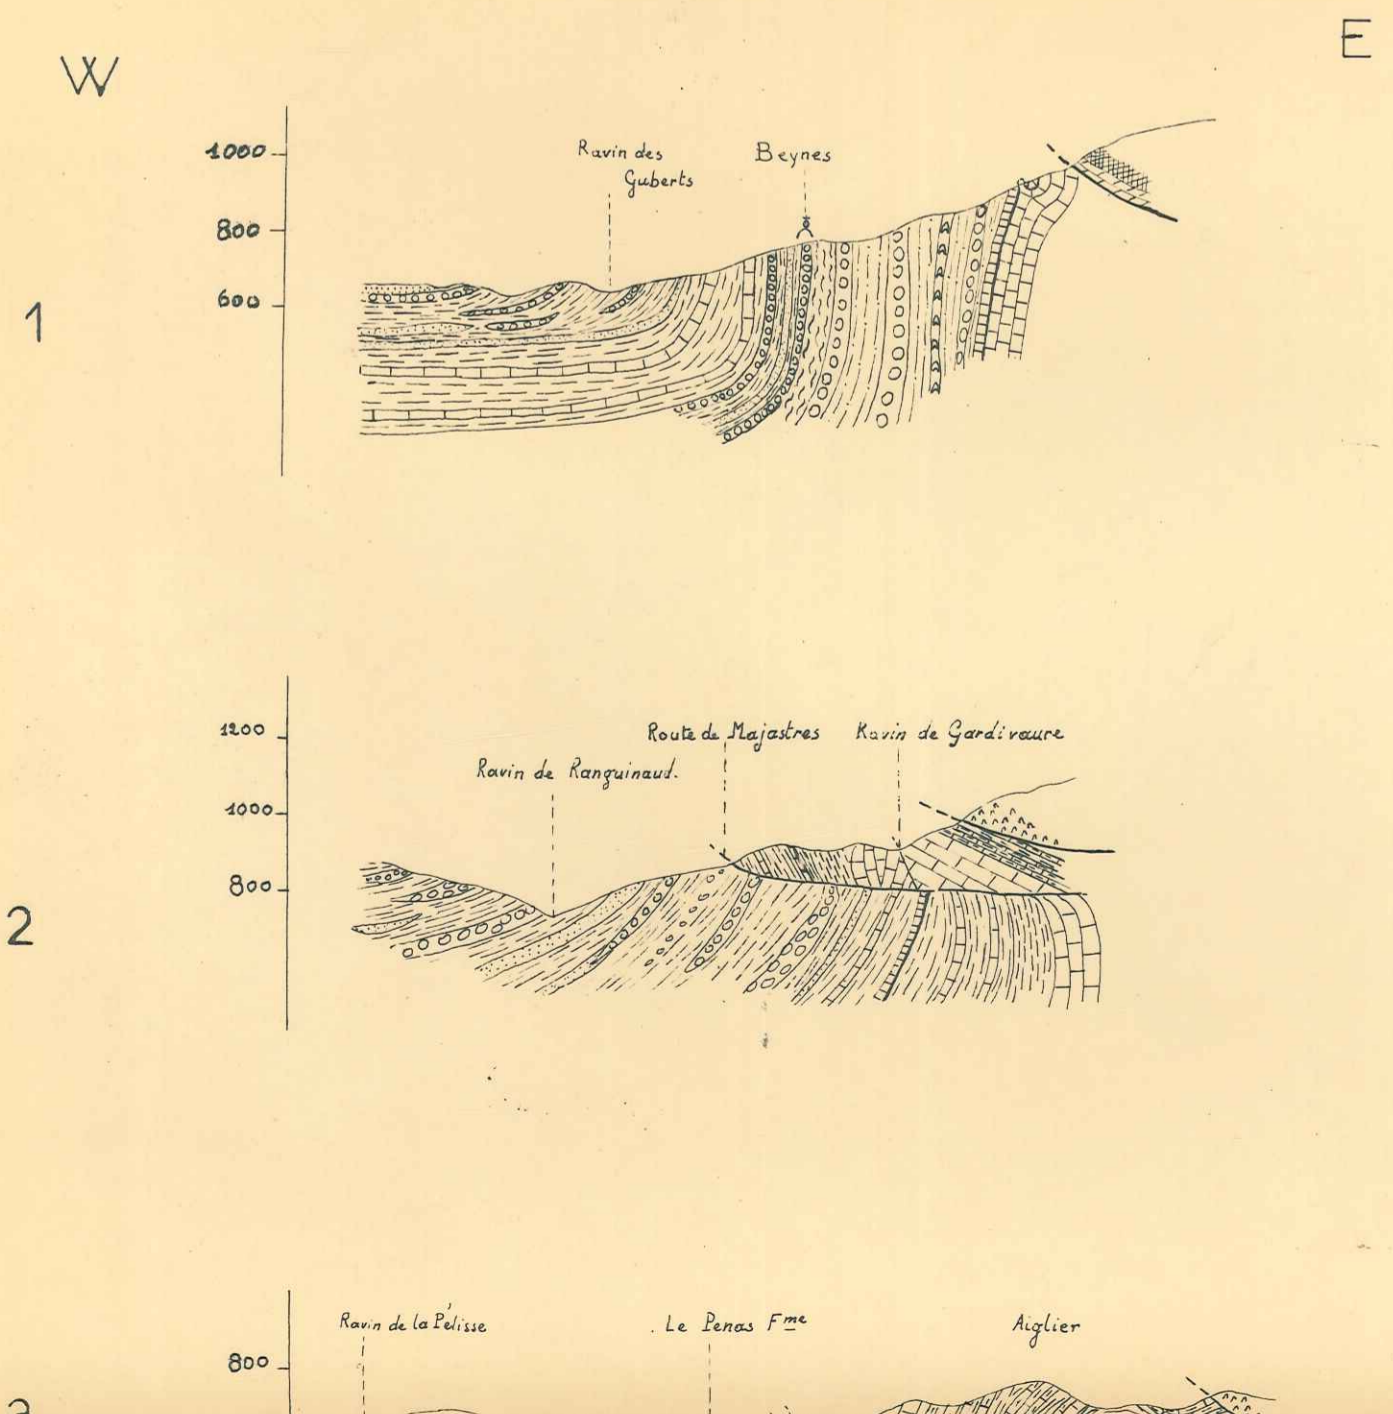 W
E
1000
800
600
1
Ravin des
Guberts
Beynes
1200
1000
800
2
Ravin de Ranguinaud.
Route de Majastres
Ravin de Gardivaure
800
Ravin de la Pélisse
Le Penas Fme
Aiglier